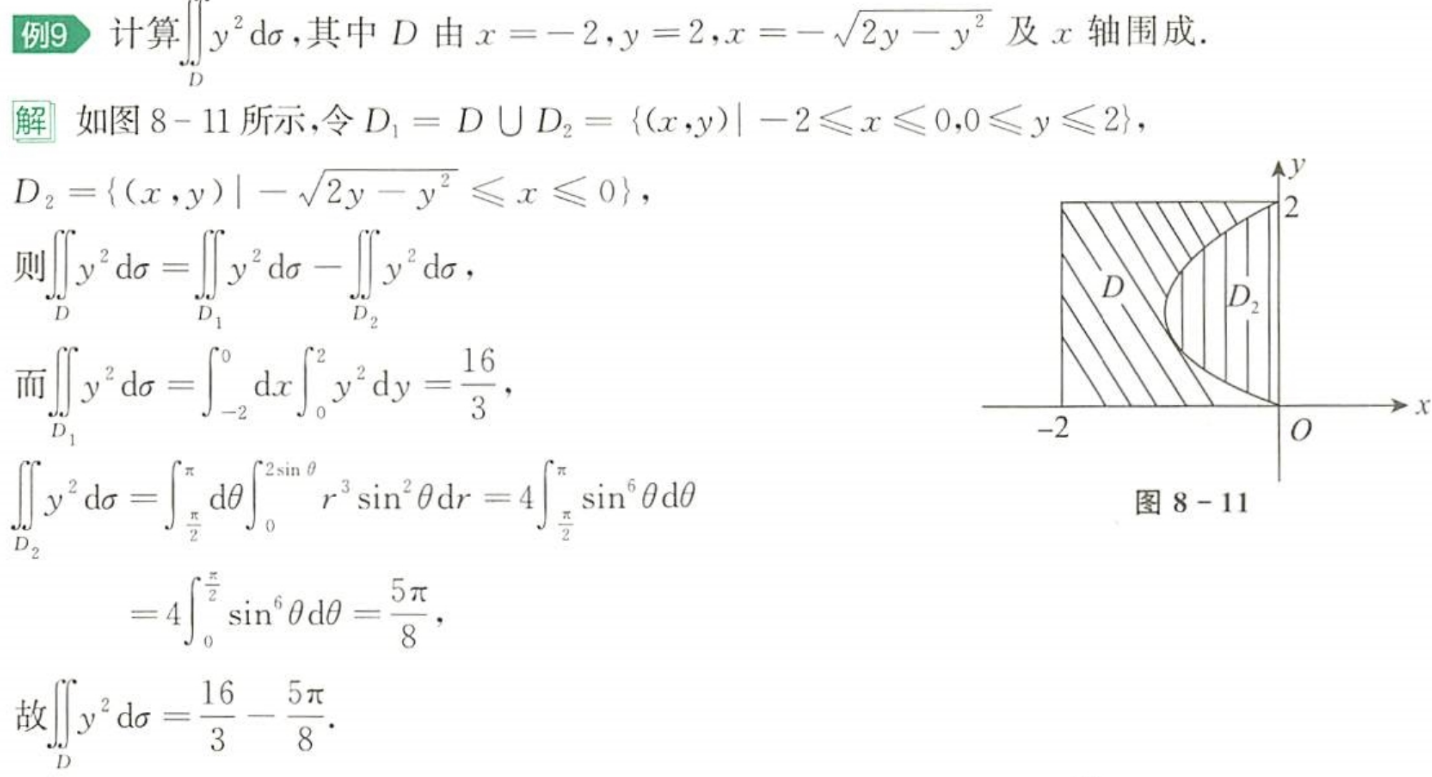 例9 计算∬_D y²dσ,其中 D 由 x=-2,y=2,x=-√(2y-y²) 及 x 轴围成.
解 如图 8-11 所示,令 D₁ = D ∪ D₂ = {(x,y)|-2≤x≤0,0≤y≤2},
D₂={(x,y)|-√(2y-y²)≤x≤0},
则∬_D y²dσ=∬_{D₁} y²dσ-∬_{D₂} y²dσ,
而∬_{D₁} y²dσ=∫_{-2}^{0}dx∫_{0}^{2}y²dy=16/3,
∬_{D₂} y²dσ=∫_{π/2}^{π}dθ∫_{0}^{2sin θ}r³sin²θdr=4∫_{π/2}^{π}sin⁶θdθ
=4∫_{0}^{π/2}sin⁶θdθ=5π/8,
故∬_D y²dσ=16/3-5π/8.
y
2
D
D₂
-2
O
x
图 8-11